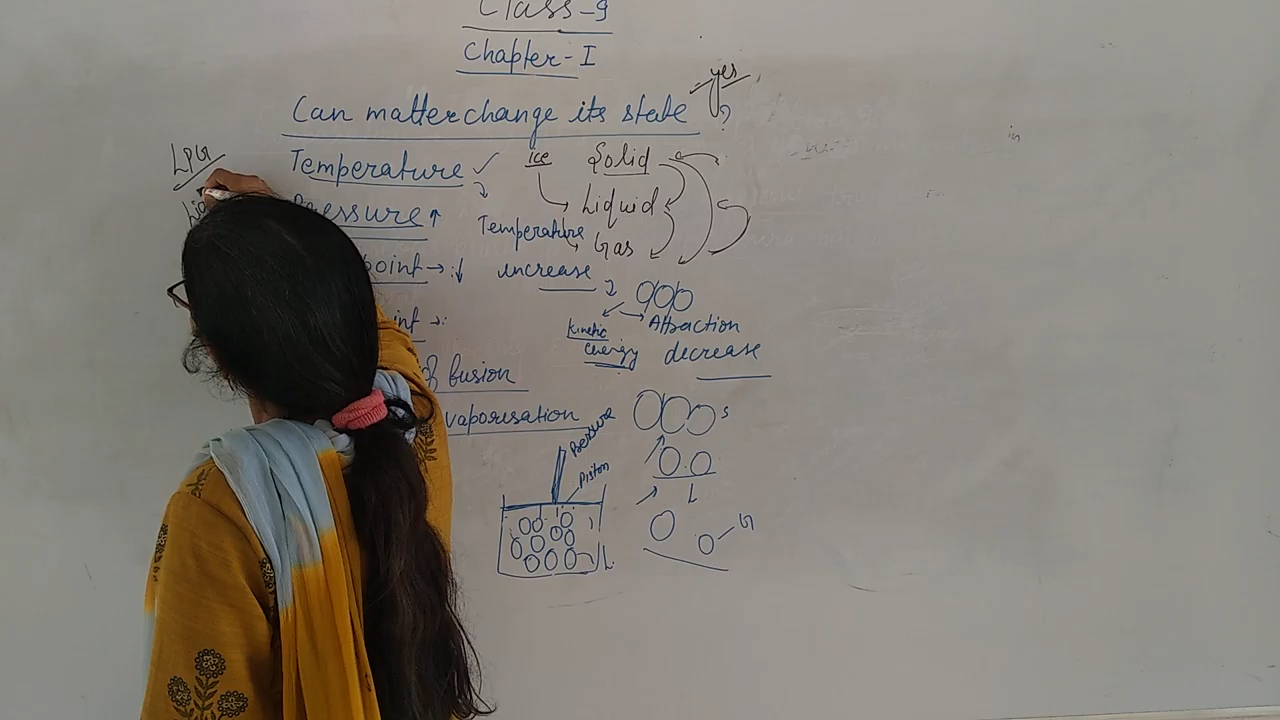 Class-9
Chapter-I
Can matter change its state ?
yes
LPG
Temperature ✓
Ice Solid
Pressure ↑
Liquid
Temperature
Gas
point → : ↓
increase
Kinetic
Energy
Attraction
decrease
of fusion
vaporisation
Pressure
Piston
S
L
G
L